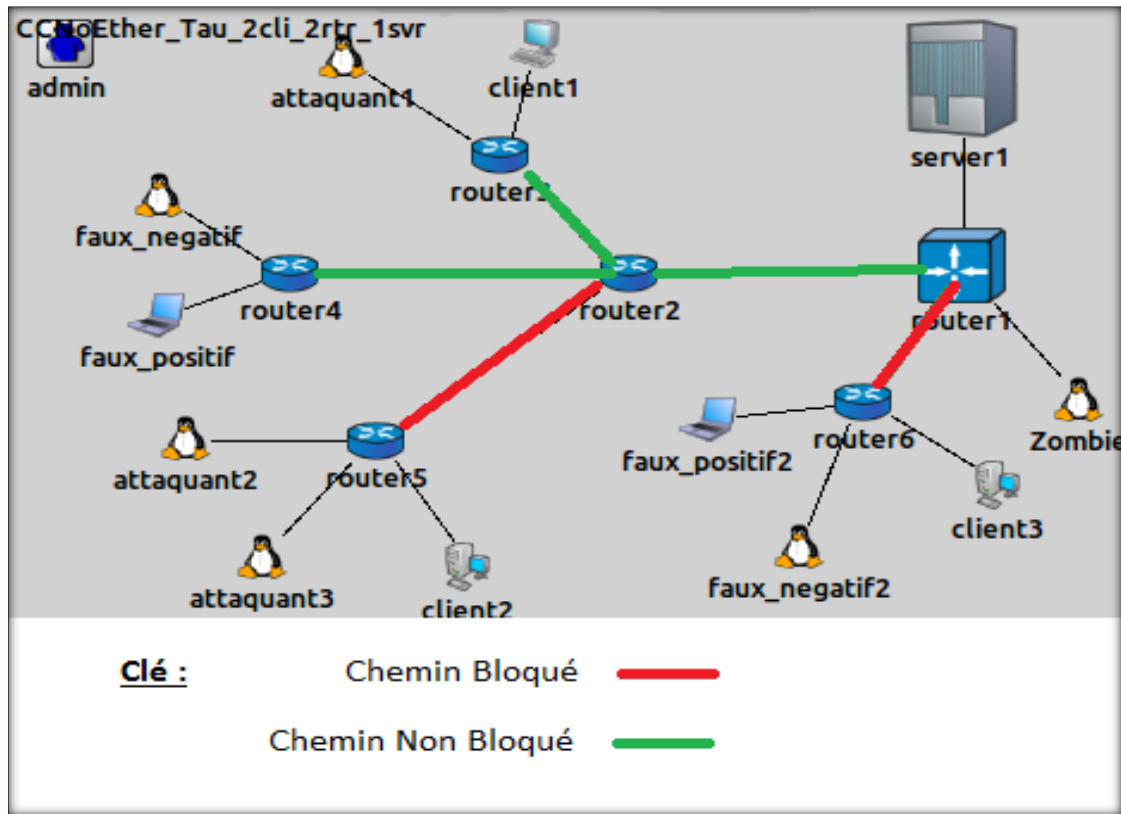 CCNoEther_Tau_2cli_2rtr_1svr
admin
attaquant1
client1
server1
router3
faux_negatif
router4
router2
router1
faux_positif
attaquant2
router5
faux_positif2
router6
Zombie
client3
attaquant3
client2
faux_negatif2
Clé :
Chemin Bloqué
Chemin Non Bloqué